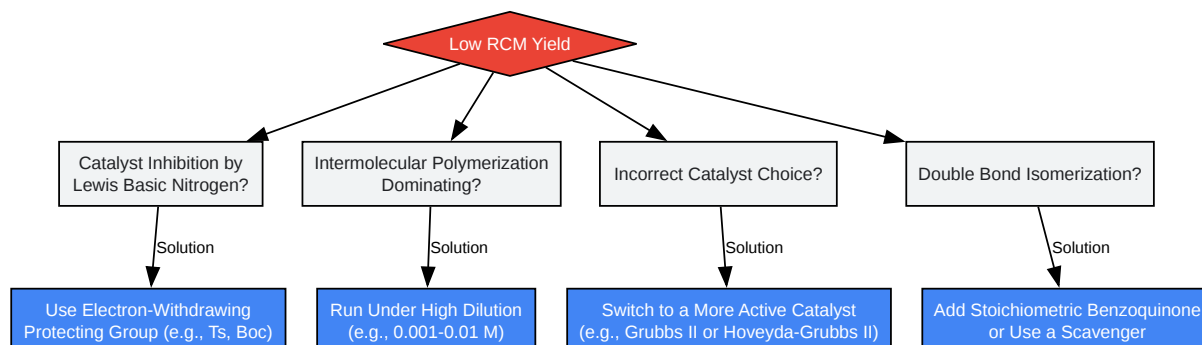 Low RCM Yield
Catalyst Inhibition by
Lewis Basic Nitrogen?
Intermolecular Polymerization
Dominating?
Incorrect Catalyst Choice?
Double Bond Isomerization?
Solution
Solution
Solution
Solution
Use Electron-Withdrawing
Protecting Group (e.g., Ts, Boc)
Run Under High Dilution
(e.g., 0.001-0.01 M)
Switch to a More Active Catalyst
(e.g., Grubbs II or Hoveyda-Grubbs II)
Add Stoichiometric Benzoquinone
or Use a Scavenger